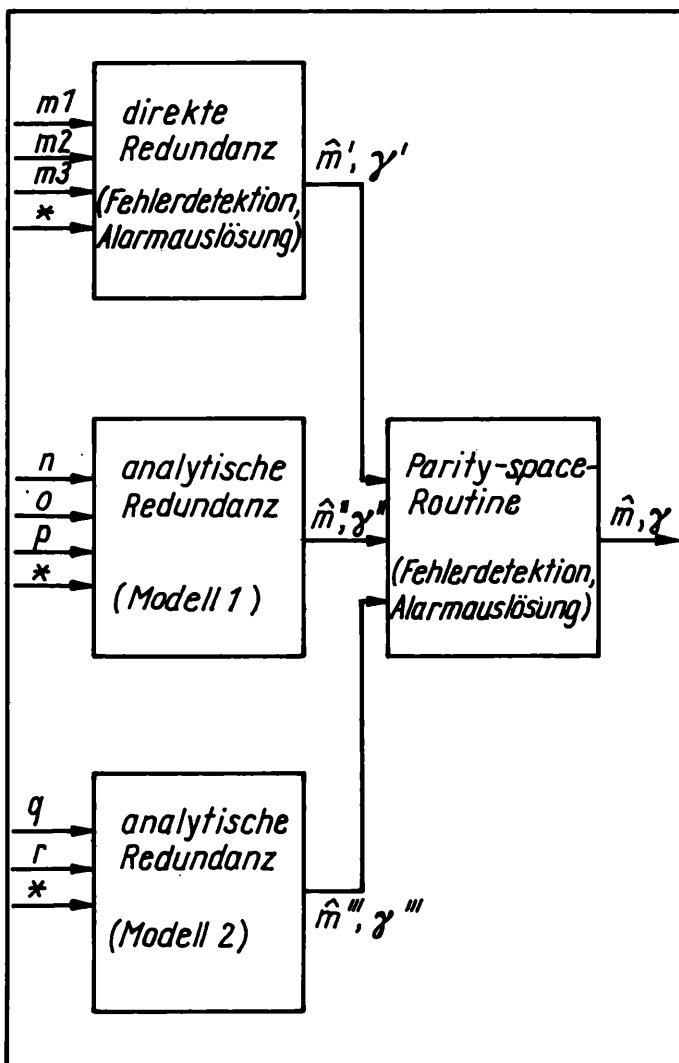 m1
m2
m3
*
direkte
Redundanz
(Fehlerdetektion,
Alarmauslösung)
m̂', γ'
n
o
p
*
analytische
Redundanz
(Modell 1)
m̂'', γ''
Parity-space-
Routine
(Fehlerdetektion,
Alarmauslösung)
m̂, γ
q
r
*
analytische
Redundanz
(Modell 2)
m̂''', γ'''